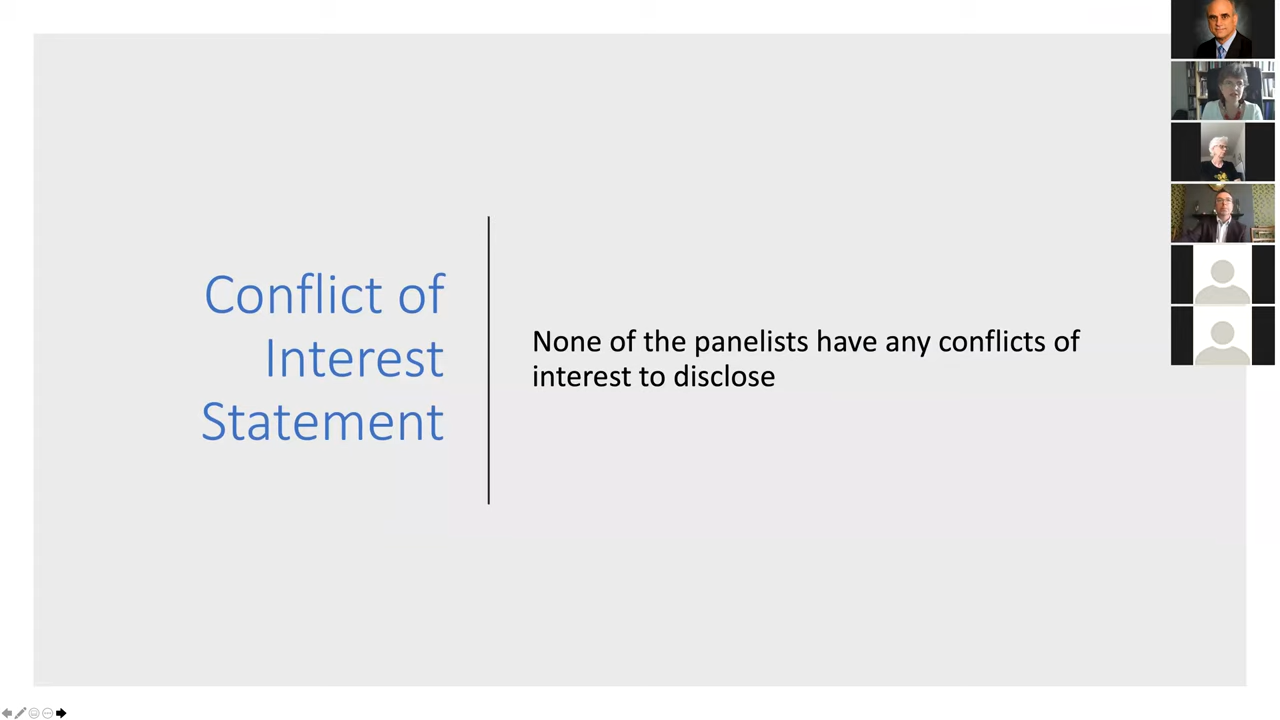 Conflict of
Interest
Statement
None of the panelists have any conflicts of
interest to disclose